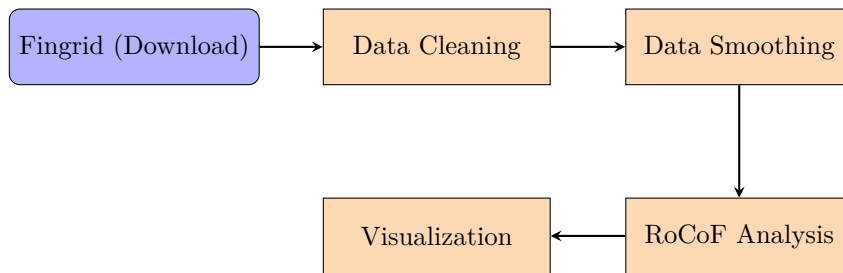 Fingrid (Download)
Data Cleaning
Data Smoothing
Visualization
RoCoF Analysis